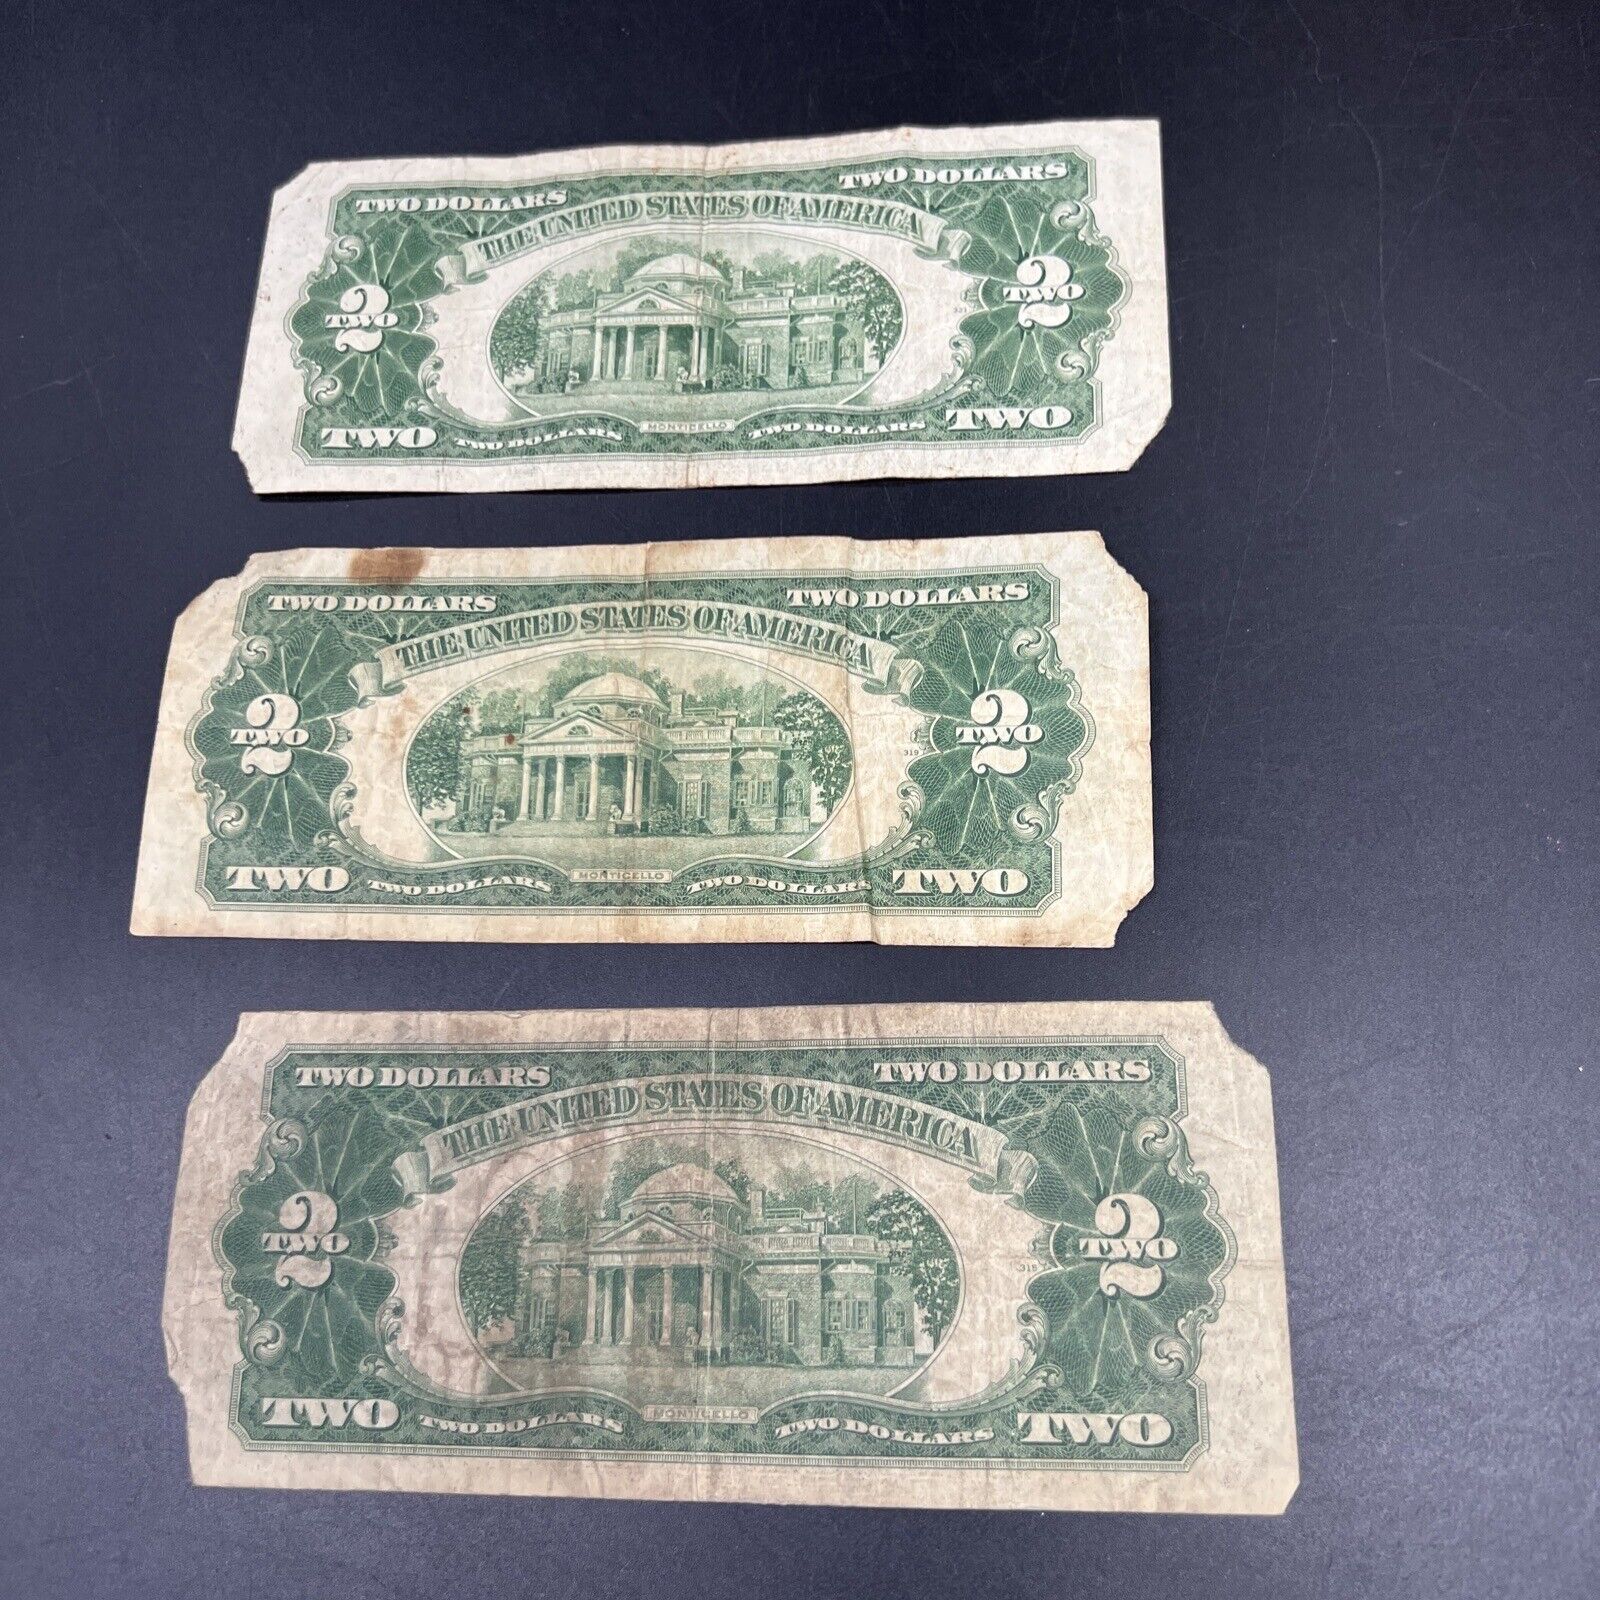 TWO DOLLARS TWO DOLLARS
THE UNITED STATES OF AMERICA
2 TWO 2 TWO
321
TWO TWO DOLLARS MONTICELLO TWO DOLLARS TWO
TWO DOLLARS TWO DOLLARS
THE UNITED STATES OF AMERICA
2 TWO 2 TWO
319
TWO TWO DOLLARS MONTICELLO TWO DOLLARS TWO
TWO DOLLARS TWO DOLLARS
THE UNITED STATES OF AMERICA
2 TWO 2 TWO
315
TWO TWO DOLLARS MONTICELLO TWO DOLLARS TWO